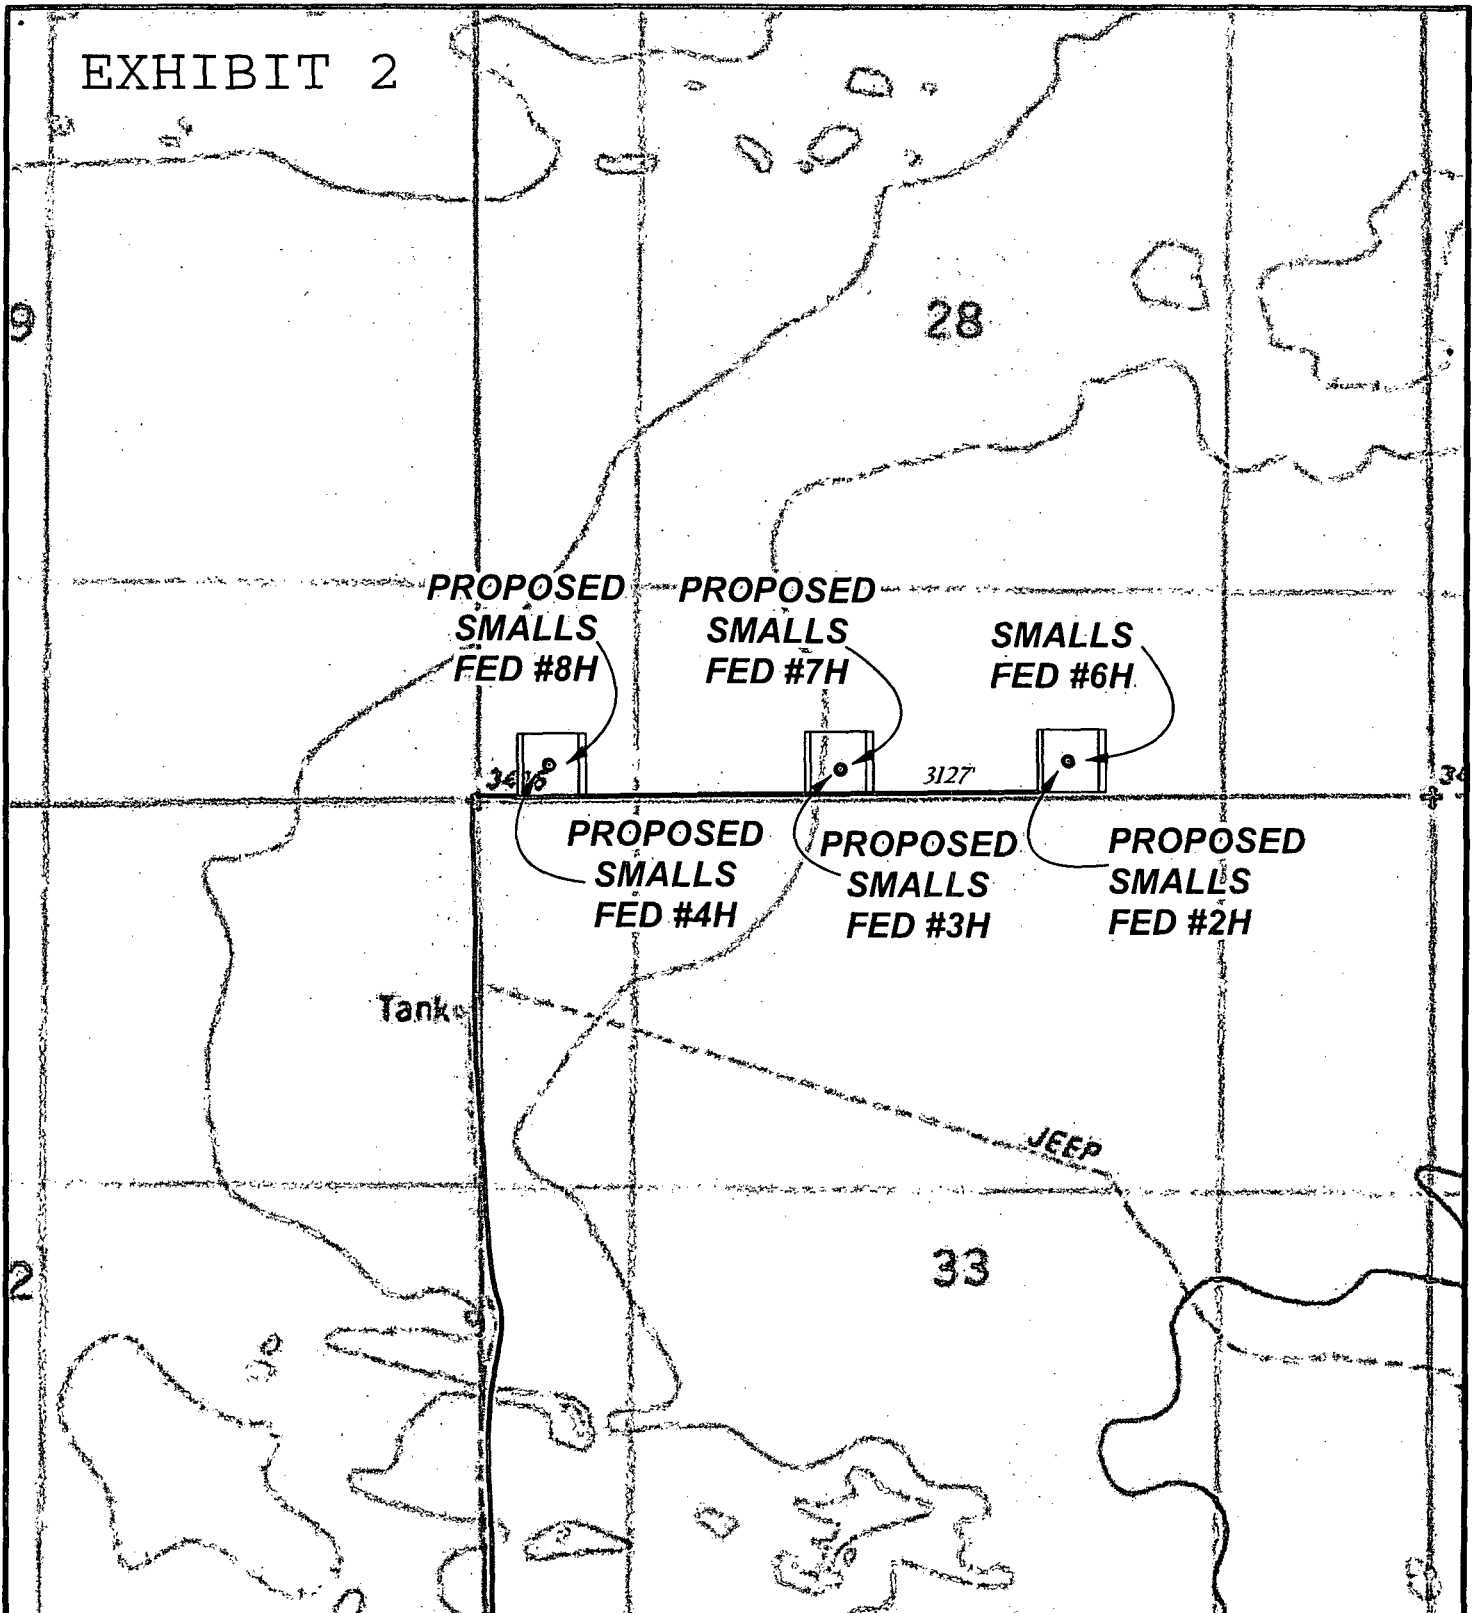 EXHIBIT 2
9
28
PROPOSED
SMALLS
FED #8H
PROPOSED
SMALLS
FED #7H
SMALLS
FED #6H
3127'
PROPOSED
SMALLS
FED #4H
PROPOSED
SMALLS
FED #3H
PROPOSED
SMALLS
FED #2H
Tank
JEEP
33
2